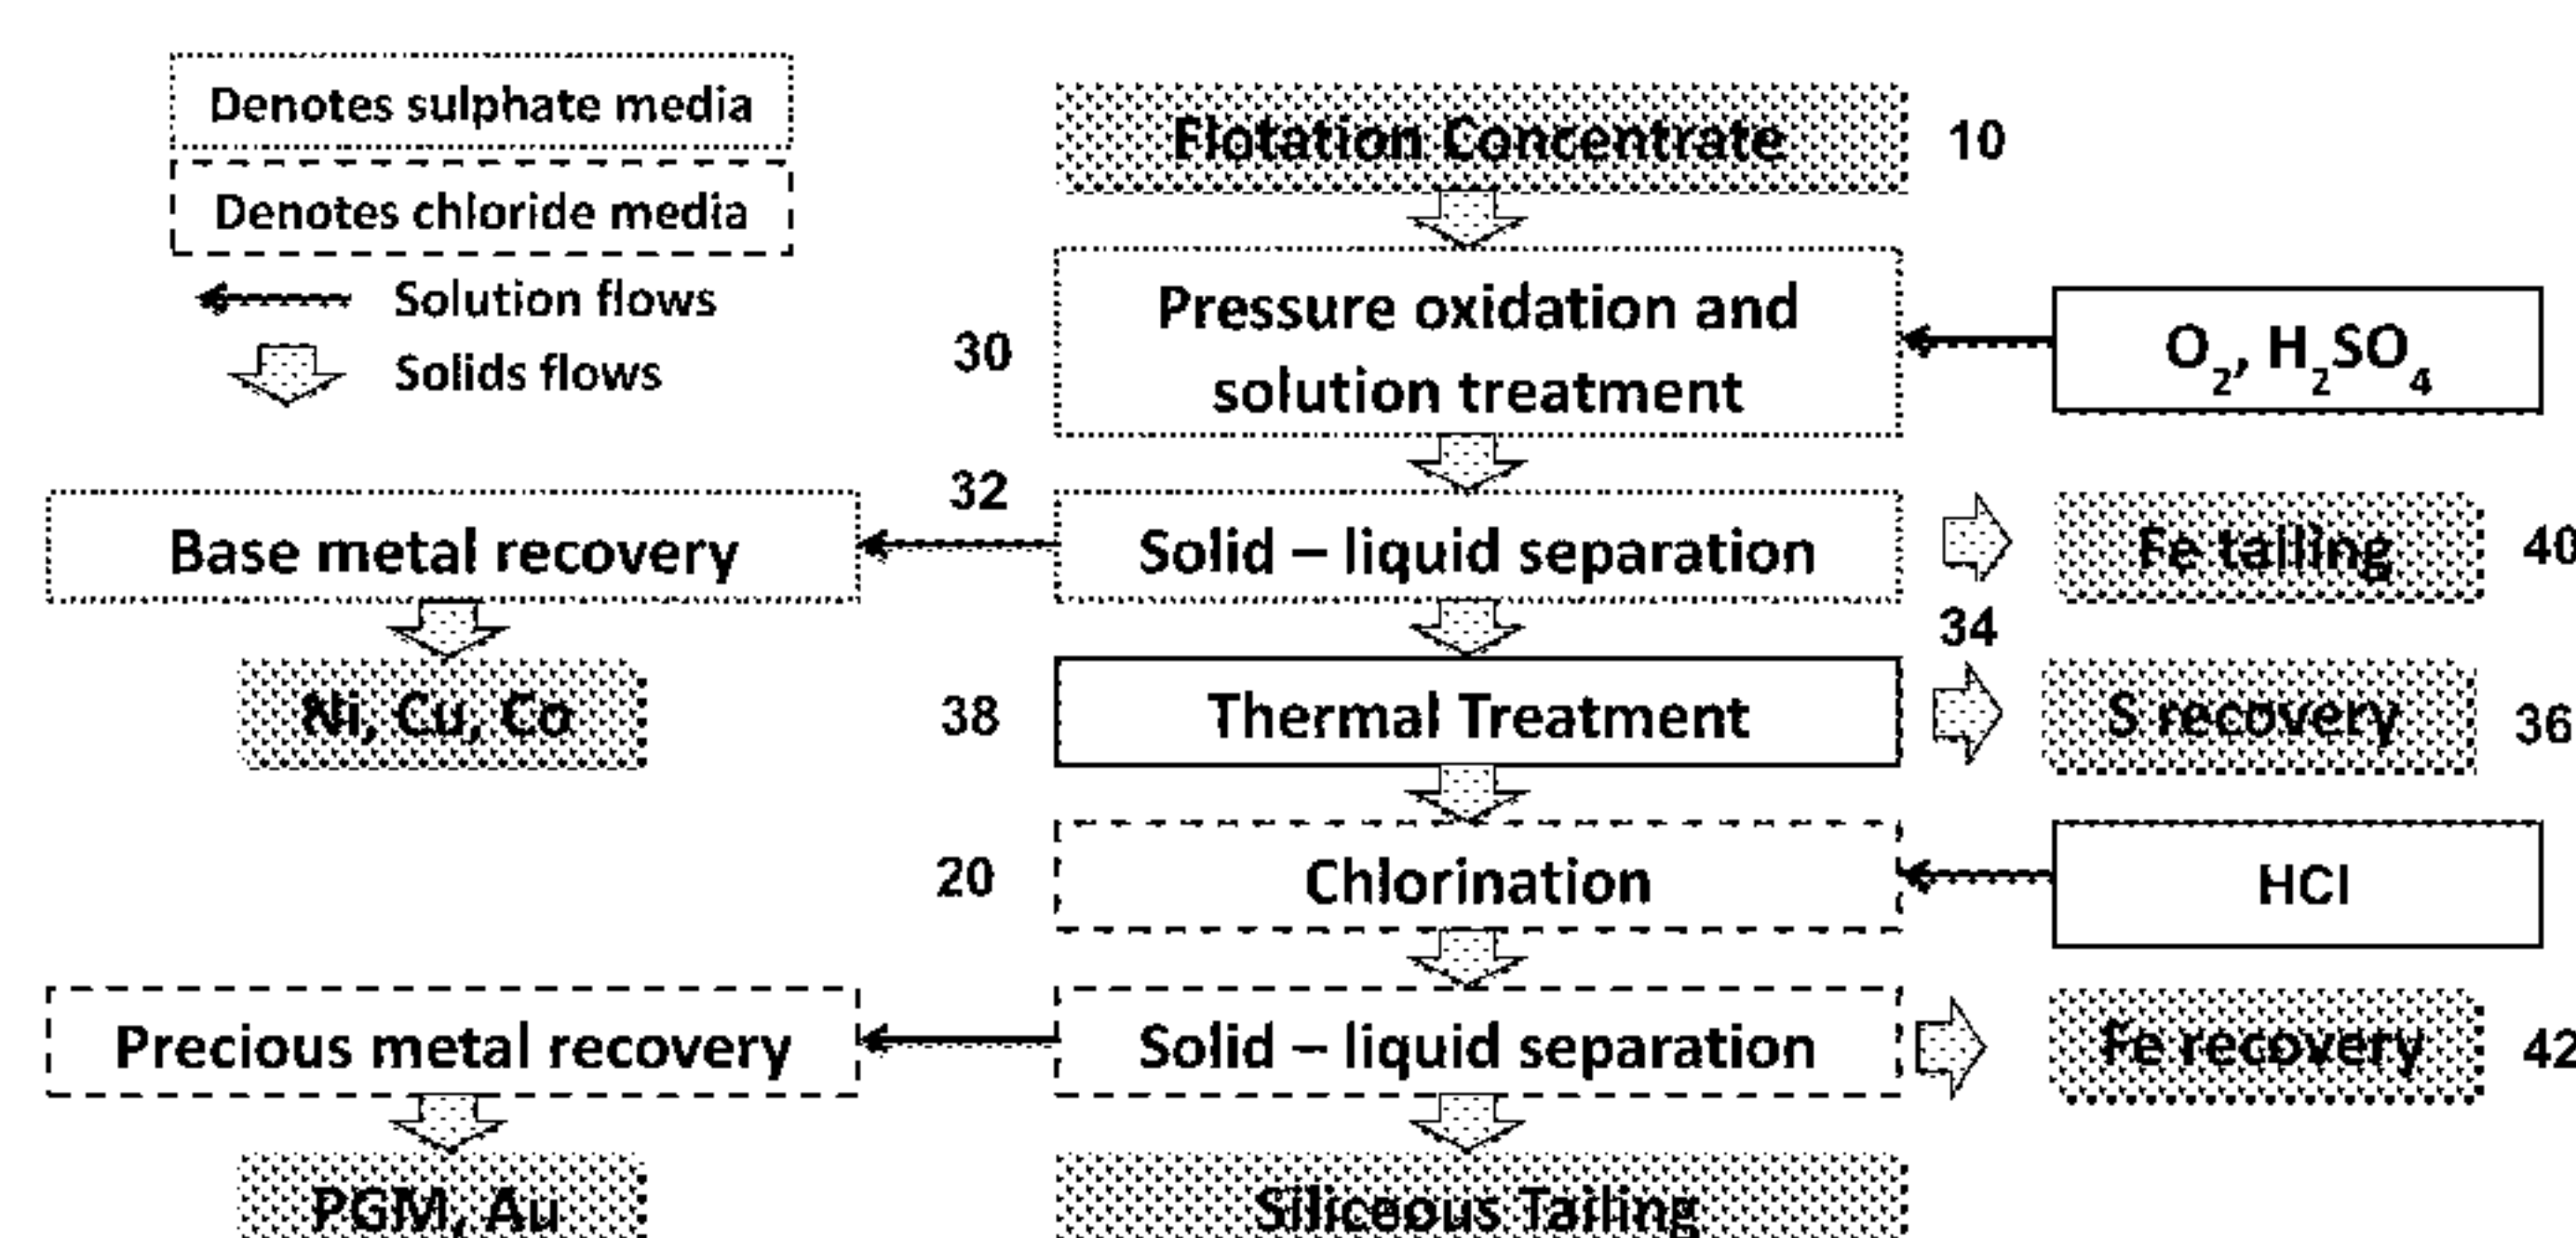 Denotes sulphate media
Denotes chloride media
Solution flows
Solids flows
Flotation Concentrate 10
30 Pressure oxidation and
solution treatment
O2, H2SO4
Base metal recovery 32 Solid – liquid separation Fe tailing 40
34
Ni, Cu, Co 38 Thermal Treatment S recovery 36
20 Chlorination HCl
Precious metal recovery Solid – liquid separation Fe recovery 42
PGM, Au Siliceous Tailing